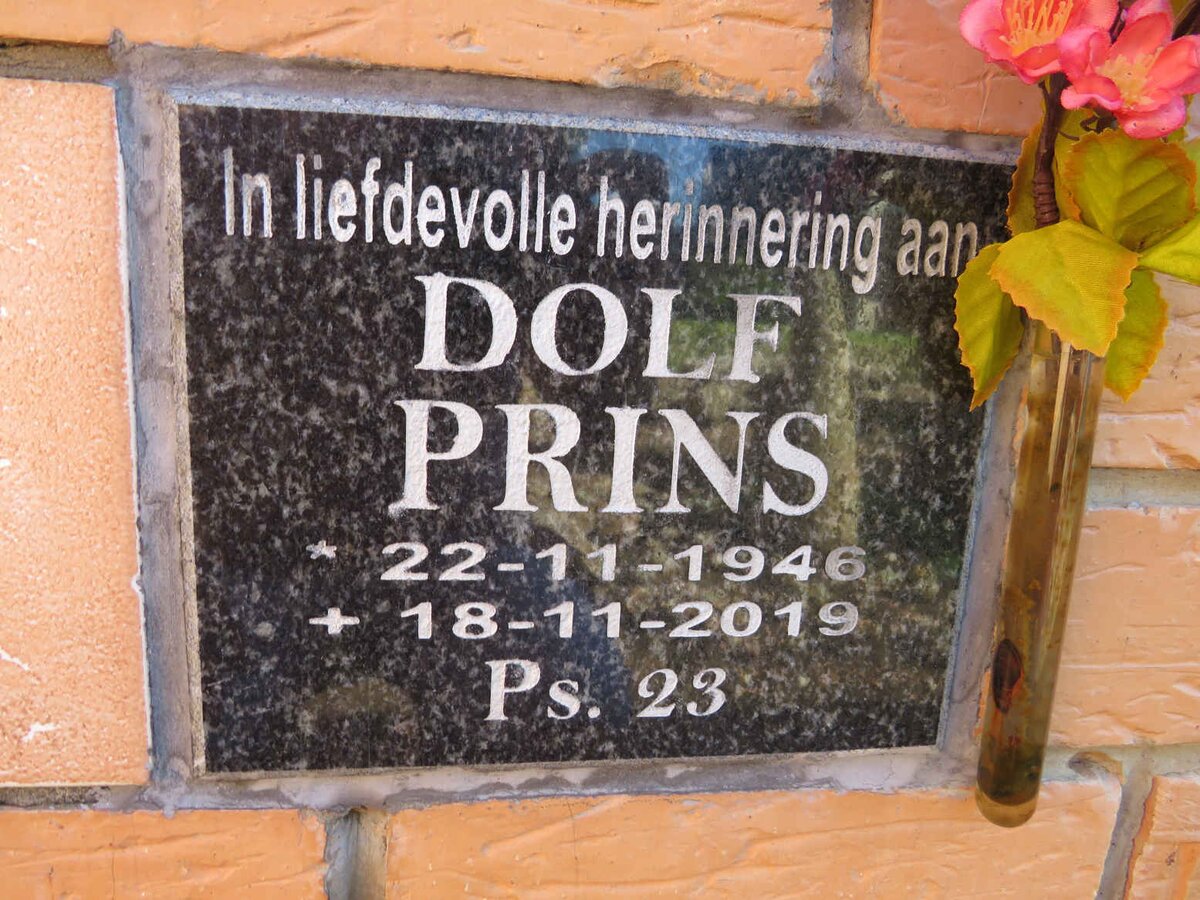 In liefdevolle herinnering aan
DOLF
PRINS
* 22-11-1946
+ 18-11-2019
Ps. 23